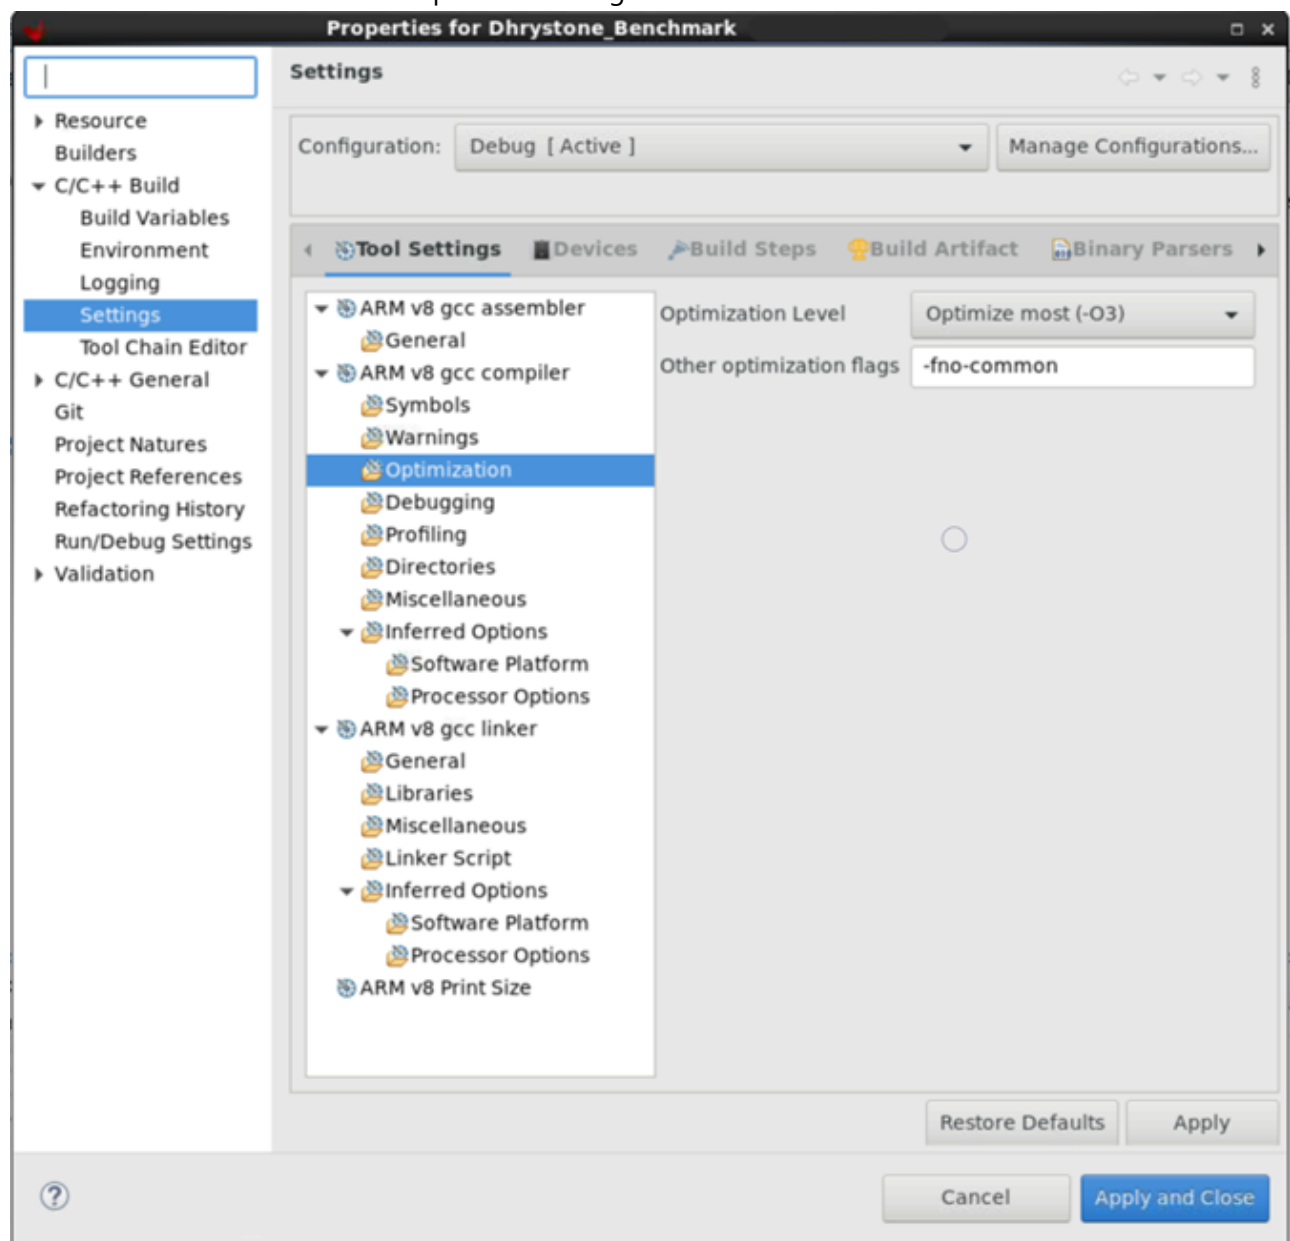 Properties for Dhrystone_Benchmark
Settings
Resource
Builders
C/C++ Build
Build Variables
Environment
Logging
Settings
Tool Chain Editor
C/C++ General
Git
Project Natures
Project References
Refactoring History
Run/Debug Settings
Validation
Configuration: Debug [ Active ] Manage Configurations...
Tool Settings Devices Build Steps Build Artifact Binary Parsers
ARM v8 gcc assembler
General
ARM v8 gcc compiler
Symbols
Warnings
Optimization
Debugging
Profiling
Directories
Miscellaneous
Inferred Options
Software Platform
Processor Options
ARM v8 gcc linker
General
Libraries
Miscellaneous
Linker Script
Inferred Options
Software Platform
Processor Options
ARM v8 Print Size
Optimization Level Optimize most (-O3)
Other optimization flags -fno-common
Restore Defaults Apply
? Cancel Apply and Close